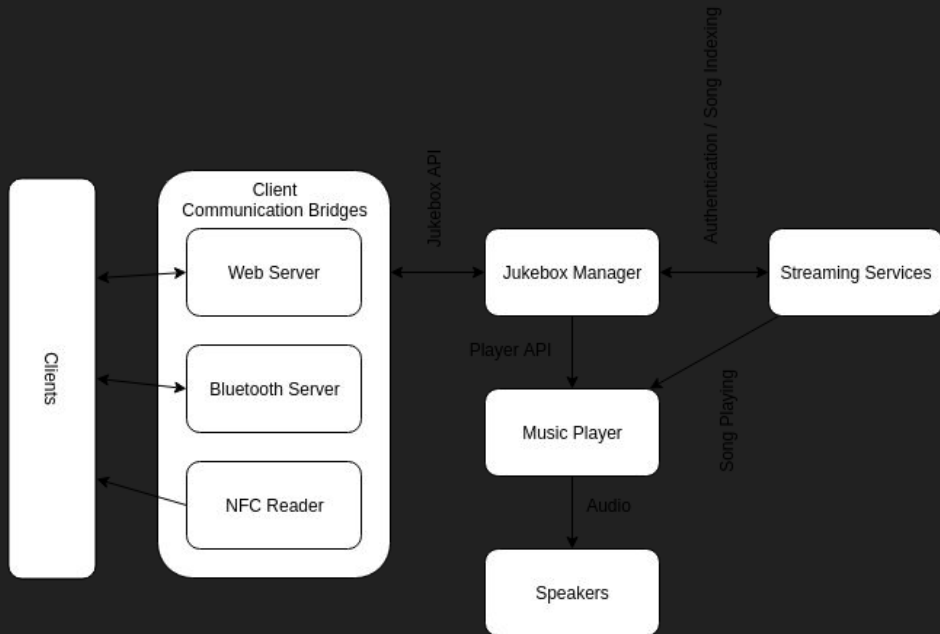 Clients
Client
Communication Bridges
Web Server
Bluetooth Server
NFC Reader
Jukebox API
Jukebox Manager
Authentication / Song Indexing
Streaming Services
Player API
Music Player
Song Playing
Audio
Speakers